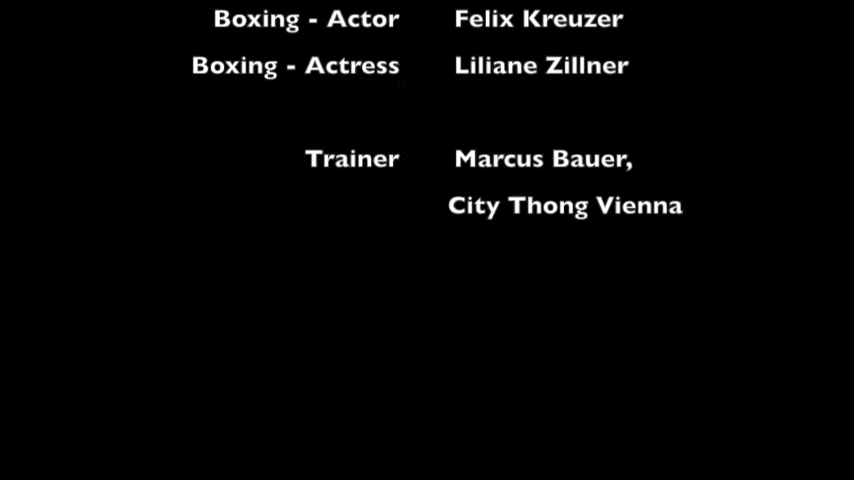 Boxing - Actor Felix Kreuzer
Boxing - Actress Liliane Zillner
Trainer Marcus Bauer,
City Thong Vienna